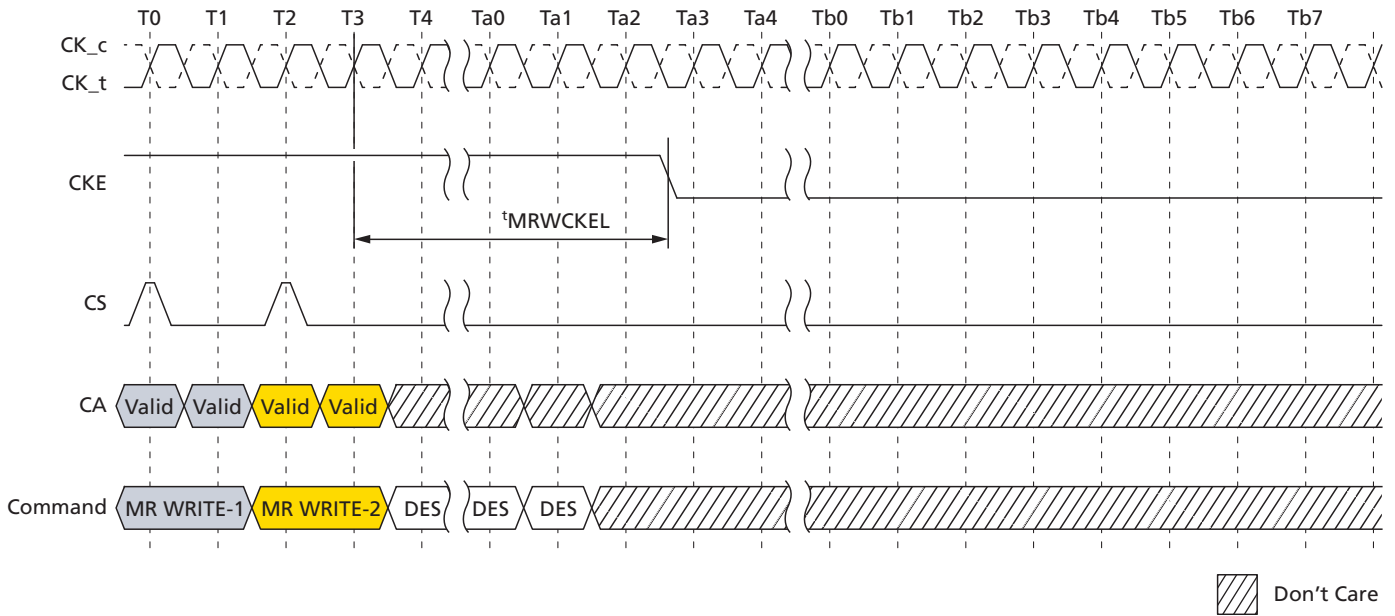 T0 T1 T2 T3 T4 Ta0 Ta1 Ta2 Ta3 Ta4 Tb0 Tb1 Tb2 Tb3 Tb4 Tb5 Tb6 Tb7
CK_c
CK_t
CKE
tMRWCKEL
CS
CA Valid Valid Valid Valid
Command MR WRITE-1 MR WRITE-2 DES DES DES
Don't Care